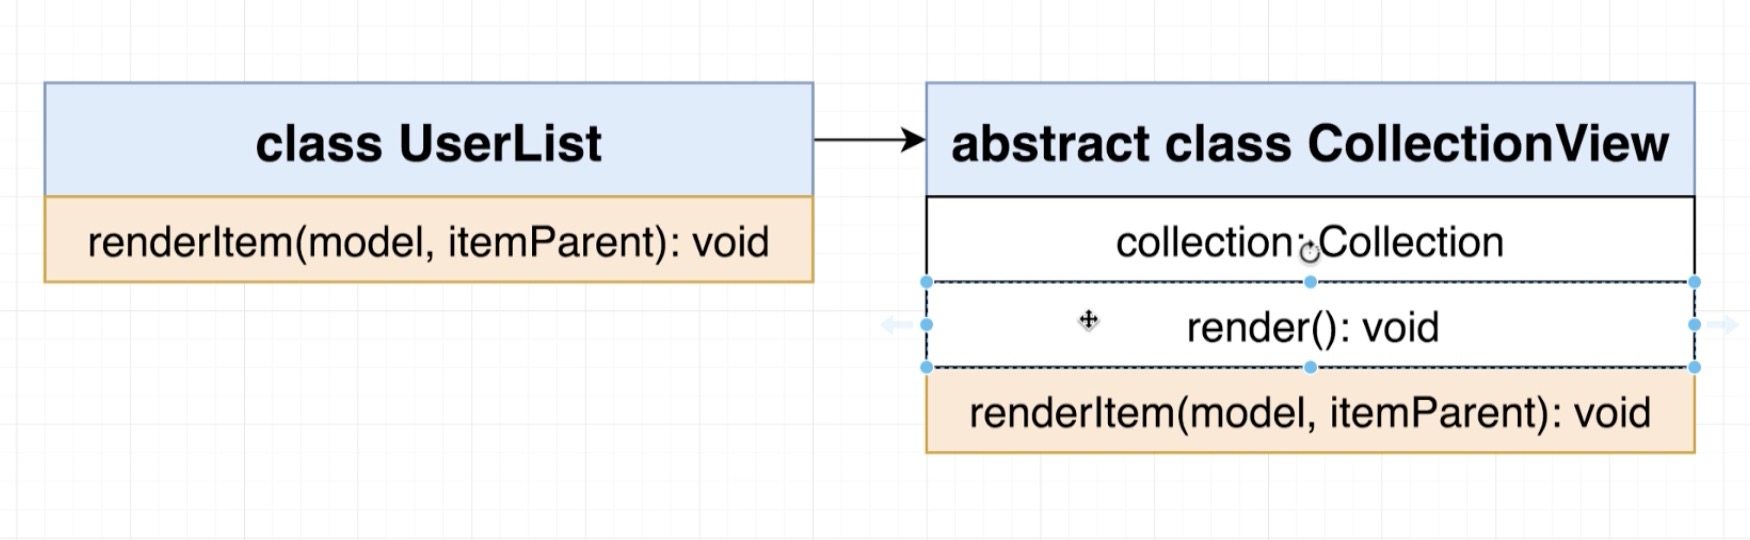 class UserList
renderItem(model, itemParent): void
abstract class CollectionView
collection: Collection
render(): void
renderItem(model, itemParent): void